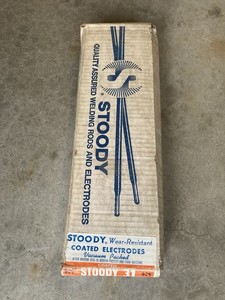 S
®
STOODY
QUALITY ASSURED WELDING RODS AND ELECTRODES
STOODY® Wear-Resistant
COATED ELECTRODES
Vacuum Packed
STOODY 31